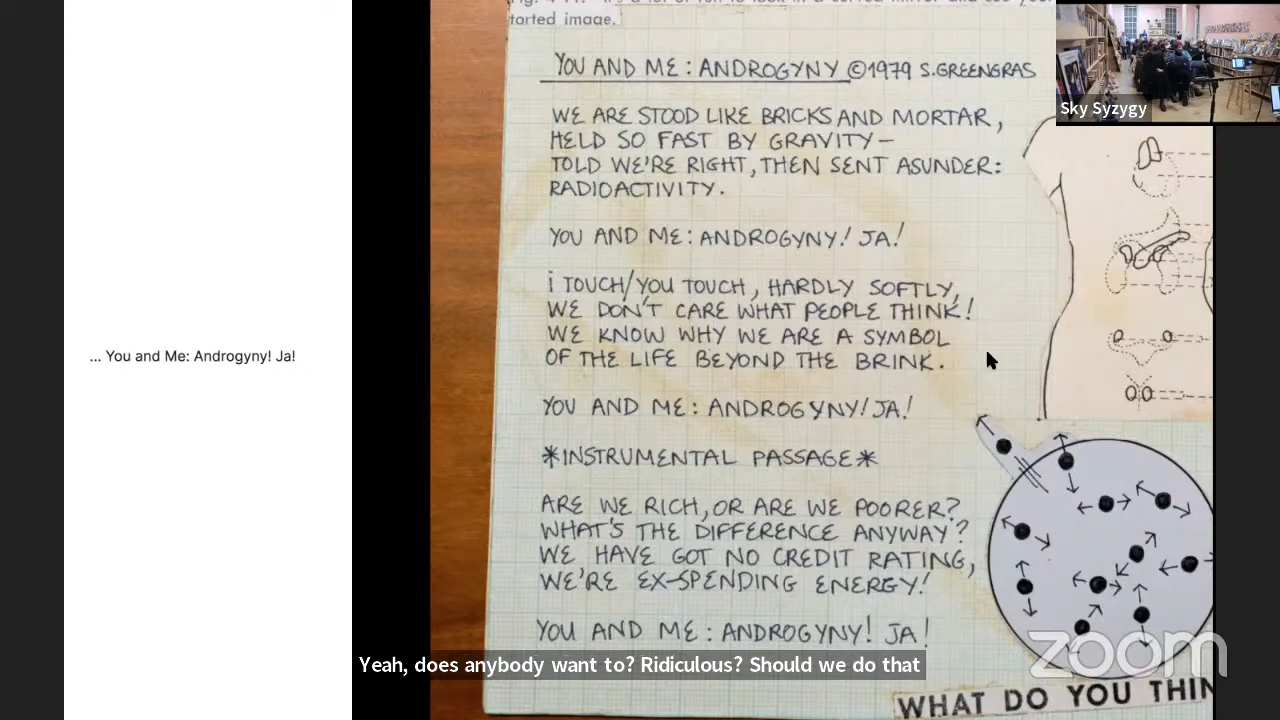 torted image.
YOU AND ME: ANDROGYNY ©1979 S.GREENGRAS
WE ARE STOOD LIKE BRICKS AND MORTAR,
HELD SO FAST BY GRAVITY—
TOLD WE'RE RIGHT, THEN SENT ASUNDER:
RADIOACTIVITY.
YOU AND ME: ANDROGYNY! JA!
i TOUCH/YOU TOUCH, HARDLY SOFTLY,
WE DON'T CARE WHAT PEOPLE THINK!
WE KNOW WHY WE ARE A SYMBOL
OF THE LIFE BEYOND THE BRINK.
YOU AND ME: ANDROGYNY! JA!
*INSTRUMENTAL PASSAGE*
ARE WE RICH, OR ARE WE POORER?
WHAT'S THE DIFFERENCE ANYWAY?
WE HAVE GOT NO CREDIT RATING,
WE'RE EX-SPENDING ENERGY!
YOU AND ME: ANDROGYNY! JA!
WHAT DO YOU THIN
... You and Me: Androgyny! Ja!
Sky Syzygy
Yeah, does anybody want to? Ridiculous? Should we do that
zoom